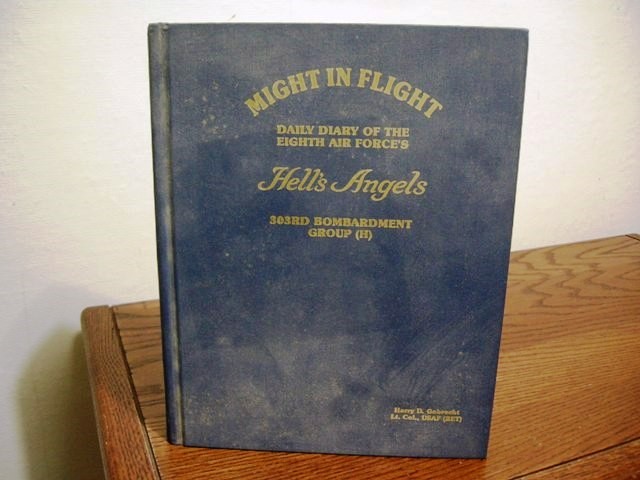 MIGHT IN FLIGHT
DAILY DIARY OF THE
EIGHTH AIR FORCE'S
Hell's Angels
303RD BOMBARDMENT
GROUP (H)
Harry D. Gobrecht
Lt. Col., USAF (RET)